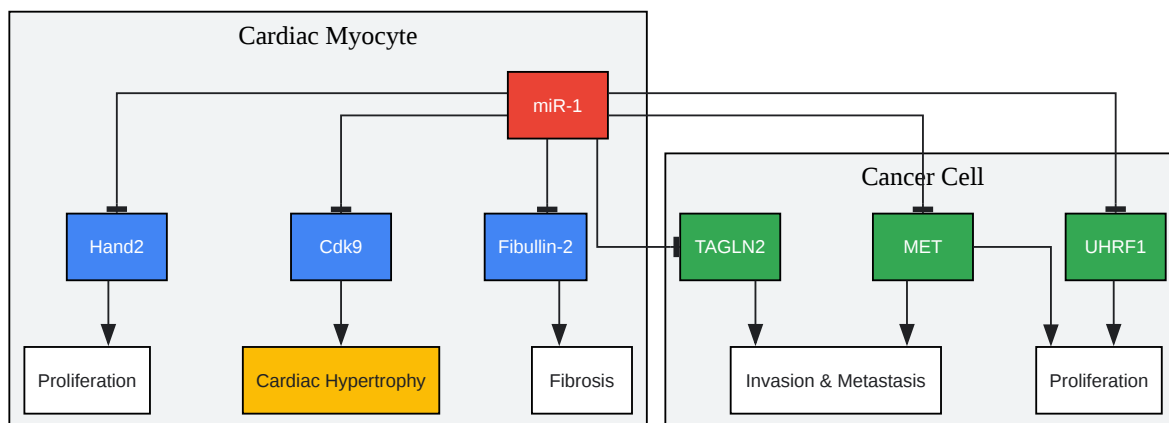 Cardiac Myocyte
miR-1
Cancer Cell
Hand2
Cdk9
Fibullin-2
TAGLN2
MET
UHRF1
Proliferation
Cardiac Hypertrophy
Fibrosis
Invasion & Metastasis
Proliferation